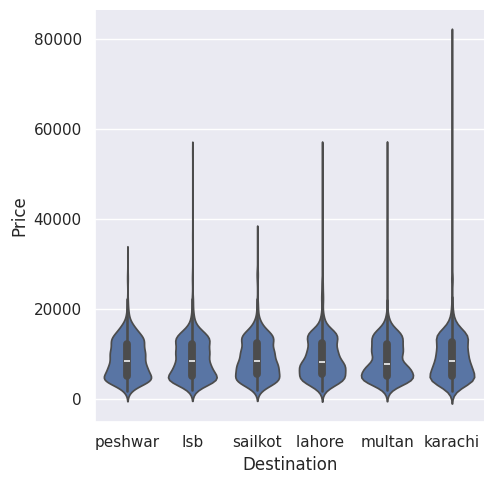 80000
60000
40000
20000
0
Price
peshwar Isb sailkot lahore multan karachi
Destination